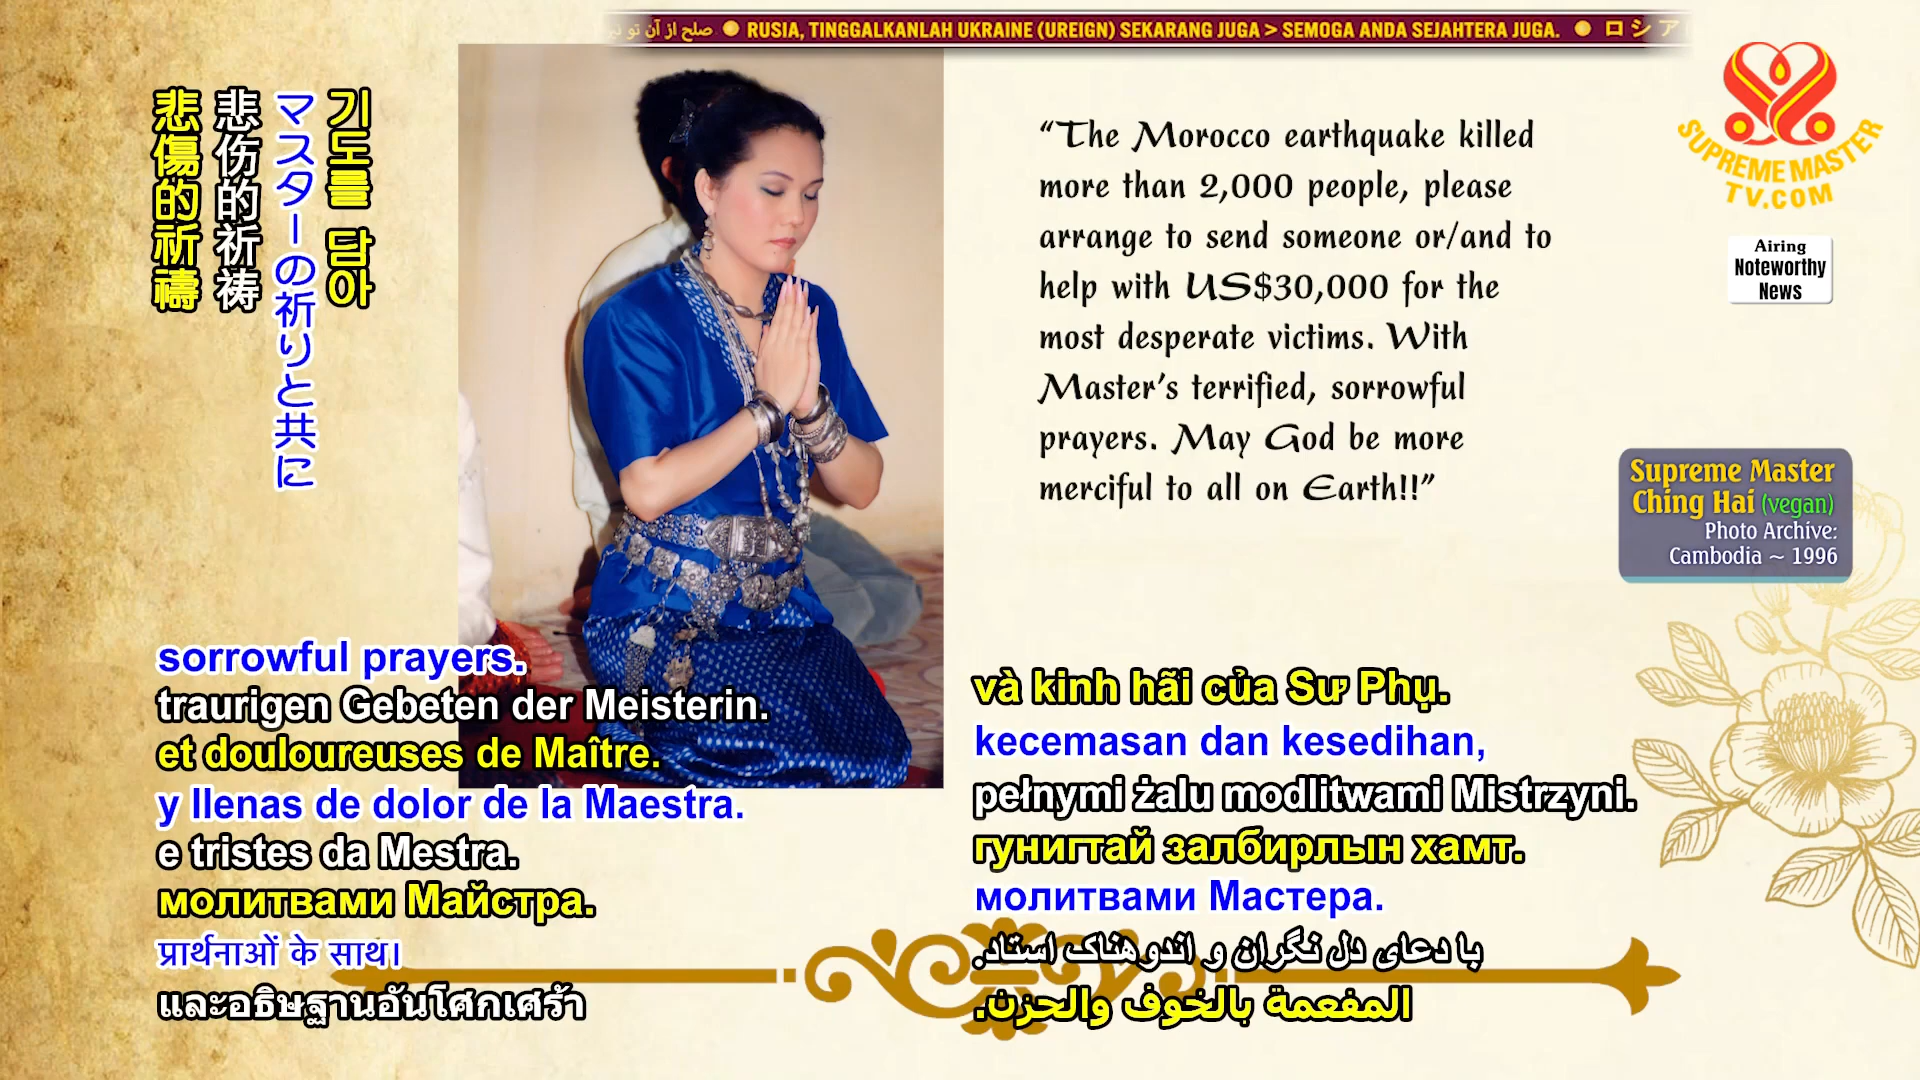 صلح از آن تو نیز
RUSIA, TINGGALKANLAH UKRAINE (UREIGN) SEKARANG JUGA > SEMOGA ANDA SEJAHTERA JUGA.
ロシア
기도를 담아
マスターの祈りと共に
悲伤的祈祷
悲傷的祈禱
“The Morocco earthquake killed
more than 2,000 people, please
arrange to send someone or/and to
help with US$30,000 for the
most desperate victims. With
Master’s terrified, sorrowful
prayers. May God be more
merciful to all on Earth!!”
SUPREME MASTER
TV.COM
Airing
Noteworthy
News
Supreme Master
Ching Hai (vegan)
Photo Archive:
Cambodia ~ 1996
sorrowful prayers.
traurigen Gebeten der Meisterin.
et douloureuses de Maître.
y llenas de dolor de la Maestra.
e tristes da Mestra.
молитвами Майстра.
प्रार्थनाओं के साथ।
และอธิษฐานอันโศกเศร้า
và kinh hãi của Sư Phụ.
kecemasan dan kesedihan,
pełnymi żalu modlitwami Mistrzyni.
гунигтай залбирлын хамт.
молитвами Мастера.
با دعای دل نگران و اندوهناک استاد.
المفعمة بالخوف والحزن.